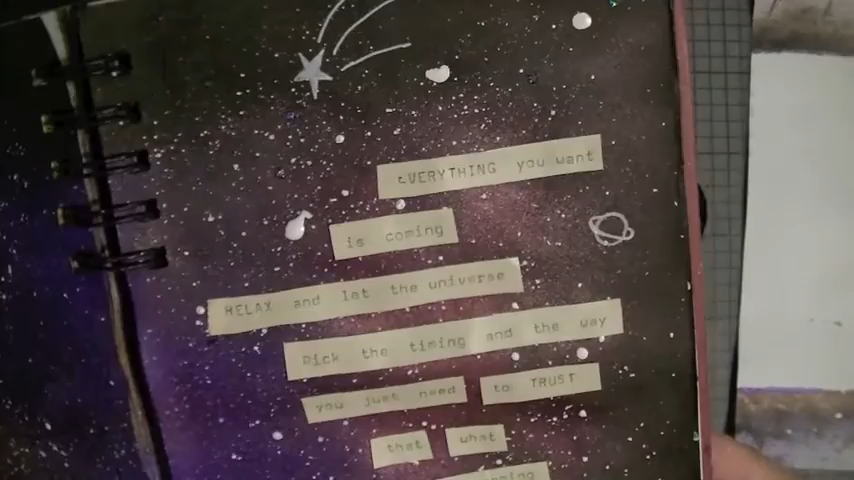 EVERYTHING you want
is coming
RELAX and let the universe
Pick the timing and the way
you just need to TRUST
that what